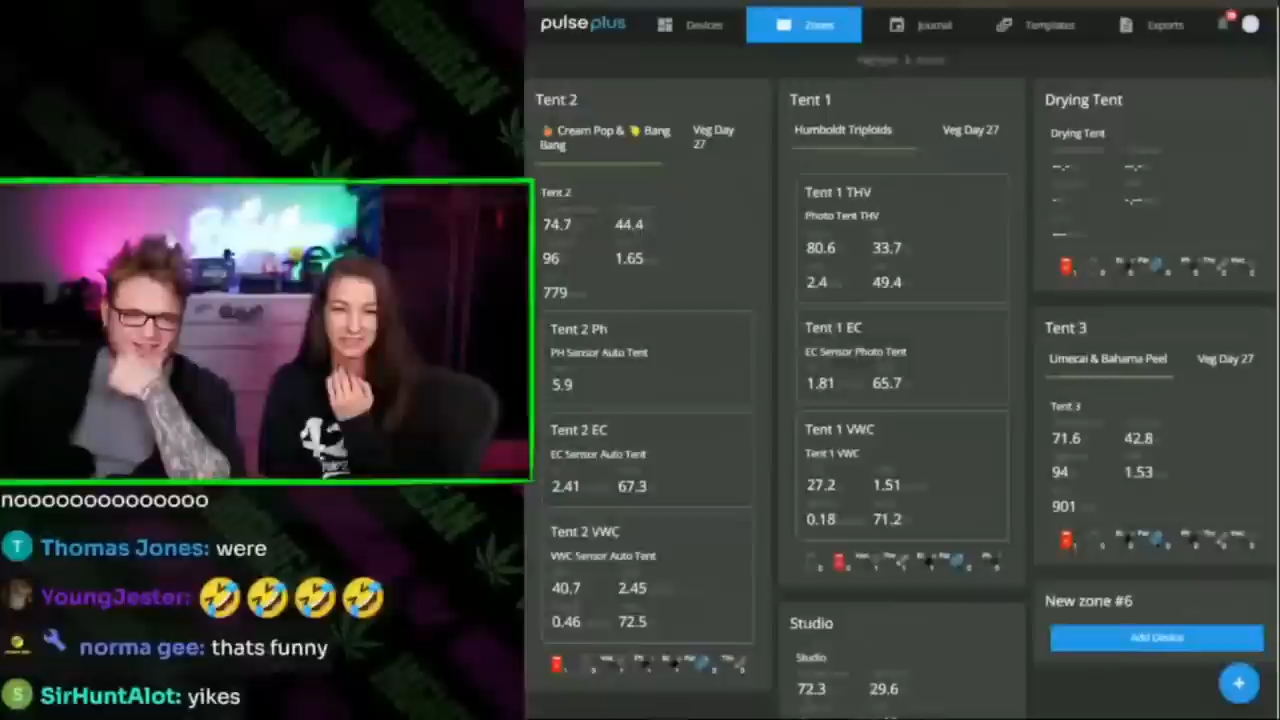 pulse plus
Devices
Zones
Journal
Templates
Exports
Tent 2
Cream Pop & 🍋 Bang
Bang
Veg Day
27
Tent 2
74.7 44.4
96 1.65
779
Tent 2 Ph
PH Sensor Auto Tent
5.9
Tent 2 EC
EC Sensor Auto Tent
2.41 67.3
Tent 2 VWC
VWC Sensor Auto Tent
40.7 2.45
0.46 72.5
Tent 1
Humboldt Triploids
Veg Day 27
Tent 1 THV
Photo Tent THV
80.6 33.7
2.4 49.4
Tent 1 EC
EC Sensor Photo Tent
1.81 65.7
Tent 1 VWC
Tent 1 VWC
27.2 1.51
0.18 71.2
Studio
Studio
72.3 29.6
Drying Tent
Drying Tent
Tent 3
Limecai & Bahama Peel
Veg Day 27
Tent 3
71.6 42.8
94 1.53
901
New zone #6
Add Device
42
noooooooooooooo
Thomas Jones: were
YoungJester: 🤣🤣🤣🤣
norma gee: thats funny
S SirHuntAlot: yikes